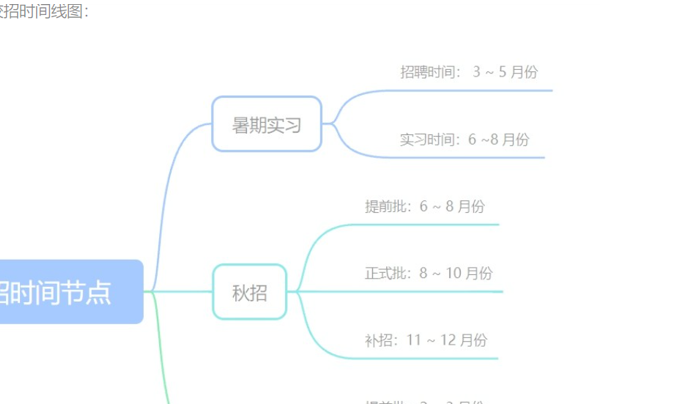 招时间线图：
招聘时间： 3 ~ 5 月份
暑期实习
实习时间：6 ~8 月份
提前批：6 ~ 8 月份
招时间节点
秋招
正式批：8 ~ 10 月份
补招：11 ~ 12 月份